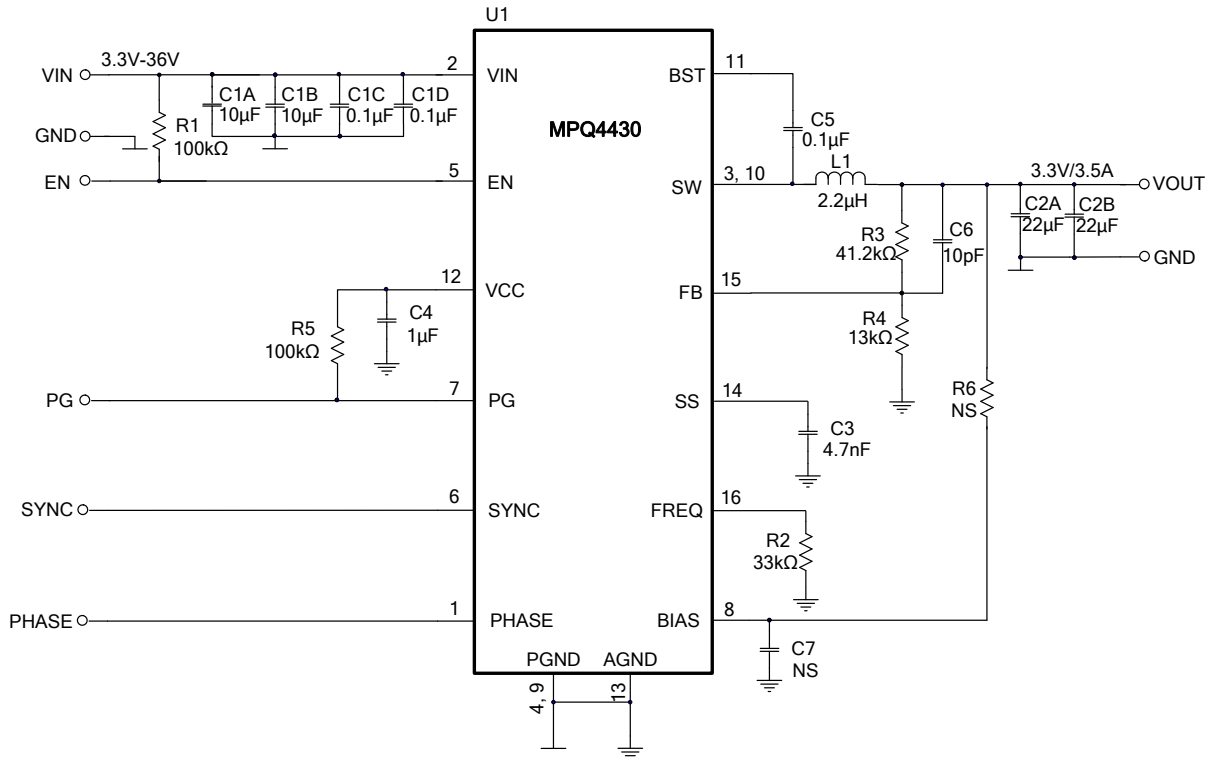 U1
MPQ4430
VIN
3.3V-36V
2
VIN
C1A
10µF
C1B
10µF
C1C
0.1µF
C1D
0.1µF
GND
R1
100kΩ
EN
5
EN
12
VCC
R5
100kΩ
C4
1µF
PG
7
PG
SYNC
6
SYNC
PHASE
1
PHASE
PGND
AGND
4, 9
13
BST
11
C5
0.1µF
SW
3, 10
L1
2.2µH
3.3V/3.5A
VOUT
C2A
22µF
C2B
22µF
GND
R3
41.2kΩ
C6
10pF
FB
15
R4
13kΩ
SS
14
C3
4.7nF
R6
NS
FREQ
16
R2
33kΩ
BIAS
8
C7
NS